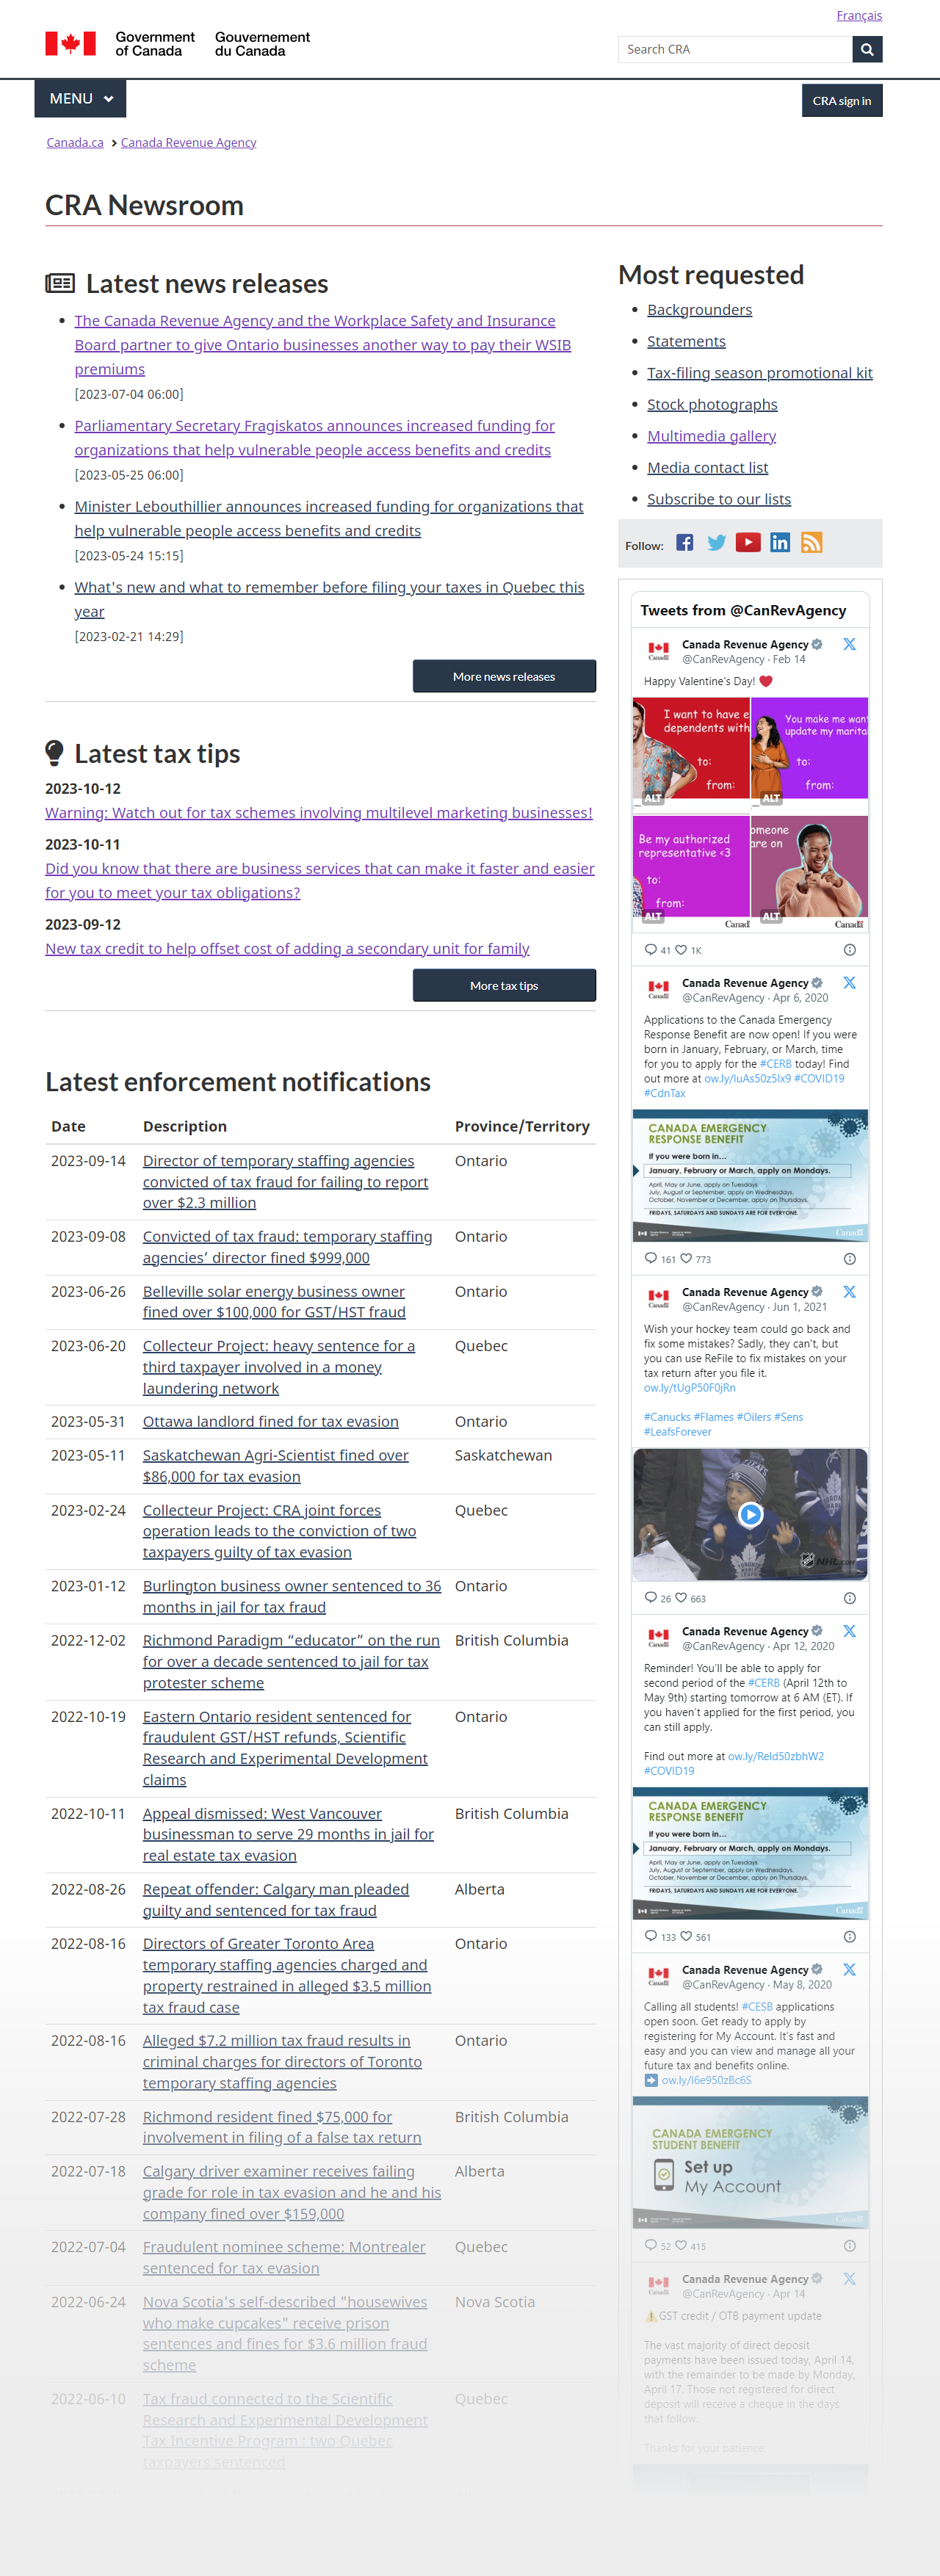 Français
Government
of Canada
Gouvernement
du Canada
Search CRA
MENU
CRA sign in
Canada.ca
Canada Revenue Agency
CRA Newsroom
Latest news releases
The Canada Revenue Agency and the Workplace Safety and Insurance
Board partner to give Ontario businesses another way to pay their WSIB
premiums
[2023-07-04 06:00]
Parliamentary Secretary Fragiskatos announces increased funding for
organizations that help vulnerable people access benefits and credits
[2023-05-25 06:00]
Minister Lebouthillier announces increased funding for organizations that
help vulnerable people access benefits and credits
[2023-05-24 15:15]
What's new and what to remember before filing your taxes in Quebec this
year
[2023-02-21 14:29]
More news releases
Latest tax tips
2023-10-12
Warning: Watch out for tax schemes involving multilevel marketing businesses!
2023-10-11
Did you know that there are business services that can make it faster and easier
for you to meet your tax obligations?
2023-09-12
New tax credit to help offset cost of adding a secondary unit for family
More tax tips
Latest enforcement notifications
Date Description Province/Territory
2023-09-14 Director of temporary staffing agencies Ontario
convicted of tax fraud for failing to report
over $2.3 million
2023-09-08 Convicted of tax fraud: temporary staffing Ontario
agencies’ director fined $999,000
2023-06-26 Belleville solar energy business owner Ontario
fined over $100,000 for GST/HST fraud
2023-06-20 Collecteur Project: heavy sentence for a Quebec
third taxpayer involved in a money
laundering network
2023-05-31 Ottawa landlord fined for tax evasion Ontario
2023-05-11 Saskatchewan Agri-Scientist fined over Saskatchewan
$86,000 for tax evasion
2023-02-24 Collecteur Project: CRA joint forces Quebec
operation leads to the conviction of two
taxpayers guilty of tax evasion
2023-01-12 Burlington business owner sentenced to 36 Ontario
months in jail for tax fraud
2022-12-02 Richmond Paradigm “educator” on the run British Columbia
for over a decade sentenced to jail for tax
protester scheme
2022-10-19 Eastern Ontario resident sentenced for Ontario
fraudulent GST/HST refunds, Scientific
Research and Experimental Development
claims
2022-10-11 Appeal dismissed: West Vancouver British Columbia
businessman to serve 29 months in jail for
real estate tax evasion
2022-08-26 Repeat offender: Calgary man pleaded Alberta
guilty and sentenced for tax fraud
2022-08-16 Directors of Greater Toronto Area Ontario
temporary staffing agencies charged and
property restrained in alleged $3.5 million
tax fraud case
2022-08-16 Alleged $7.2 million tax fraud results in Ontario
criminal charges for directors of Toronto
temporary staffing agencies
2022-07-28 Richmond resident fined $75,000 for British Columbia
involvement in filing of a false tax return
2022-07-18 Calgary driver examiner receives failing Alberta
grade for role in tax evasion and he and his
company fined over $159,000
2022-07-04 Fraudulent nominee scheme: Montrealer Quebec
sentenced for tax evasion
2022-06-24 Nova Scotia's self-described "housewives Nova Scotia
who make cupcakes" receive prison
sentences and fines for $3.6 million fraud
scheme
2022-06-10 Tax fraud connected to the Scientific Quebec
Research and Experimental Development
Tax Incentive Program : two Quebec
taxpayers sentenced
Most requested
Backgrounders
Statements
Tax-filing season promotional kit
Stock photographs
Multimedia gallery
Media contact list
Subscribe to our lists
Follow:
Tweets from @CanRevAgency
Canada Revenue Agency
@CanRevAgency · Feb 14
Happy Valentine's Day!
I want to have
dependents with
to:
from:
ALT
You make me want
update my marita
to:
from:
ALT
Be my authorized
representative <3
to:
from:
ALT
Canad
omeone
are on
ALT
Canada
41 1K
Canada Revenue Agency
@CanRevAgency · Apr 6, 2020
Applications to the Canada Emergency
Response Benefit are now open! If you were
born in January, February, or March, time
for you to apply for the #CERB today! Find
out more at ow.ly/IuAs50z5lx9 #COVID19
#CdnTax
CANADA EMERGENCY
RESPONSE BENEFIT
If you were born in...
January, February or March, apply on Mondays.
April, May or June, apply on Tuesdays.
July, August or September, apply on Wednesdays.
October, November or December, apply on Thursdays.
FRIDAYS, SATURDAYS AND SUNDAYS ARE FOR EVERYONE.
Canada
161 773
Canada Revenue Agency
@CanRevAgency · Jun 1, 2021
Wish your hockey team could go back and
fix some mistakes? Sadly, they can't, but
you can use ReFile to fix mistakes on your
tax return after you file it.
ow.ly/tUgP50F0jRn
#Canucks #Flames #Oilers #Sens
#LeafsForever
NHL.COM
26 663
Canada Revenue Agency
@CanRevAgency · Apr 12, 2020
Reminder! You'll be able to apply for
second period of the #CERB (April 12th to
May 9th) starting tomorrow at 6 AM (ET). If
you haven't applied for the first period, you
can still apply.
Find out more at ow.ly/Reld50zbhW2
#COVID19
CANADA EMERGENCY
RESPONSE BENEFIT
If you were born in...
January, February or March, apply on Mondays.
April, May or June, apply on Tuesdays.
July, August or September, apply on Wednesdays.
October, November or December, apply on Thursdays.
FRIDAYS, SATURDAYS AND SUNDAYS ARE FOR EVERYONE.
Canada
133 561
Canada Revenue Agency
@CanRevAgency · May 8, 2020
Calling all students! #CESB applications
open soon. Get ready to apply by
registering for My Account. It's fast and
easy and you can view and manage all your
future tax and benefits online.
ow.ly/I6e950zBc6S
CANADA EMERGENCY
STUDENT BENEFIT
Set up
My Account
Canada
52 415
Canada Revenue Agency
@CanRevAgency · Apr 14
GST credit / OTB payment update
The vast majority of direct deposit
payments have been issued today, April 14,
with the remainder to be made by Monday,
April 17. Those not registered for direct
deposit will receive a cheque in the days
that follow.
Thanks for your patience